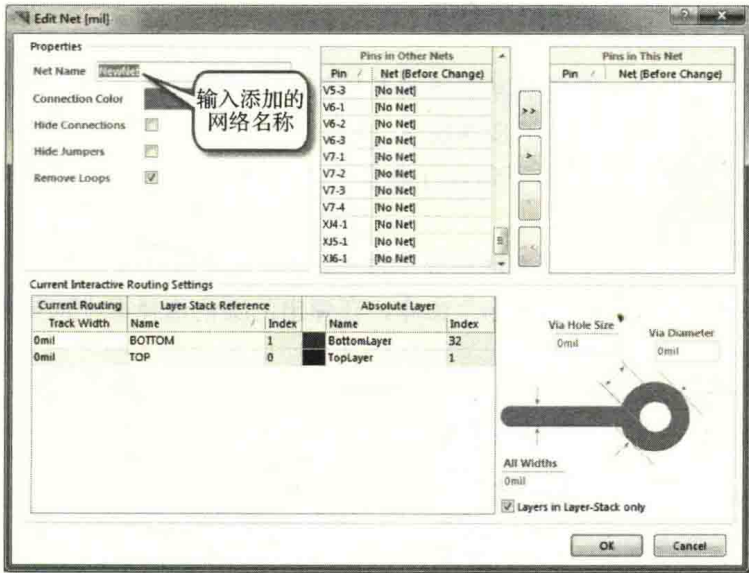 Edit Net [mil]
Properties
Net Name NewNet
输入添加的
网络名称
Connection Color
Hide Connections
Hide Jumpers
Remove Loops
Pins in Other Nets
Pin / Net (Before Change)
V5-3 [No Net]
V6-1 [No Net]
V6-2 [No Net]
V6-3 [No Net]
V7-1 [No Net]
V7-2 [No Net]
V7-3 [No Net]
V7-4 [No Net]
XJ4-1 [No Net]
XJ5-1 [No Net]
XJ6-1 [No Net]
>>
>
<
<<
Pins in This Net
Pin / Net (Before Change)
Current Interactive Routing Settings
Current Routing Layer Stack Reference Absolute Layer
Track Width Name / Index Name Index
0mil BOTTOM 1 BottomLayer 32
0mil TOP 0 TopLayer 1
Via Hole Size
0mil
Via Diameter
0mil
All Widths
0mil
Layers in Layer-Stack only
OK Cancel